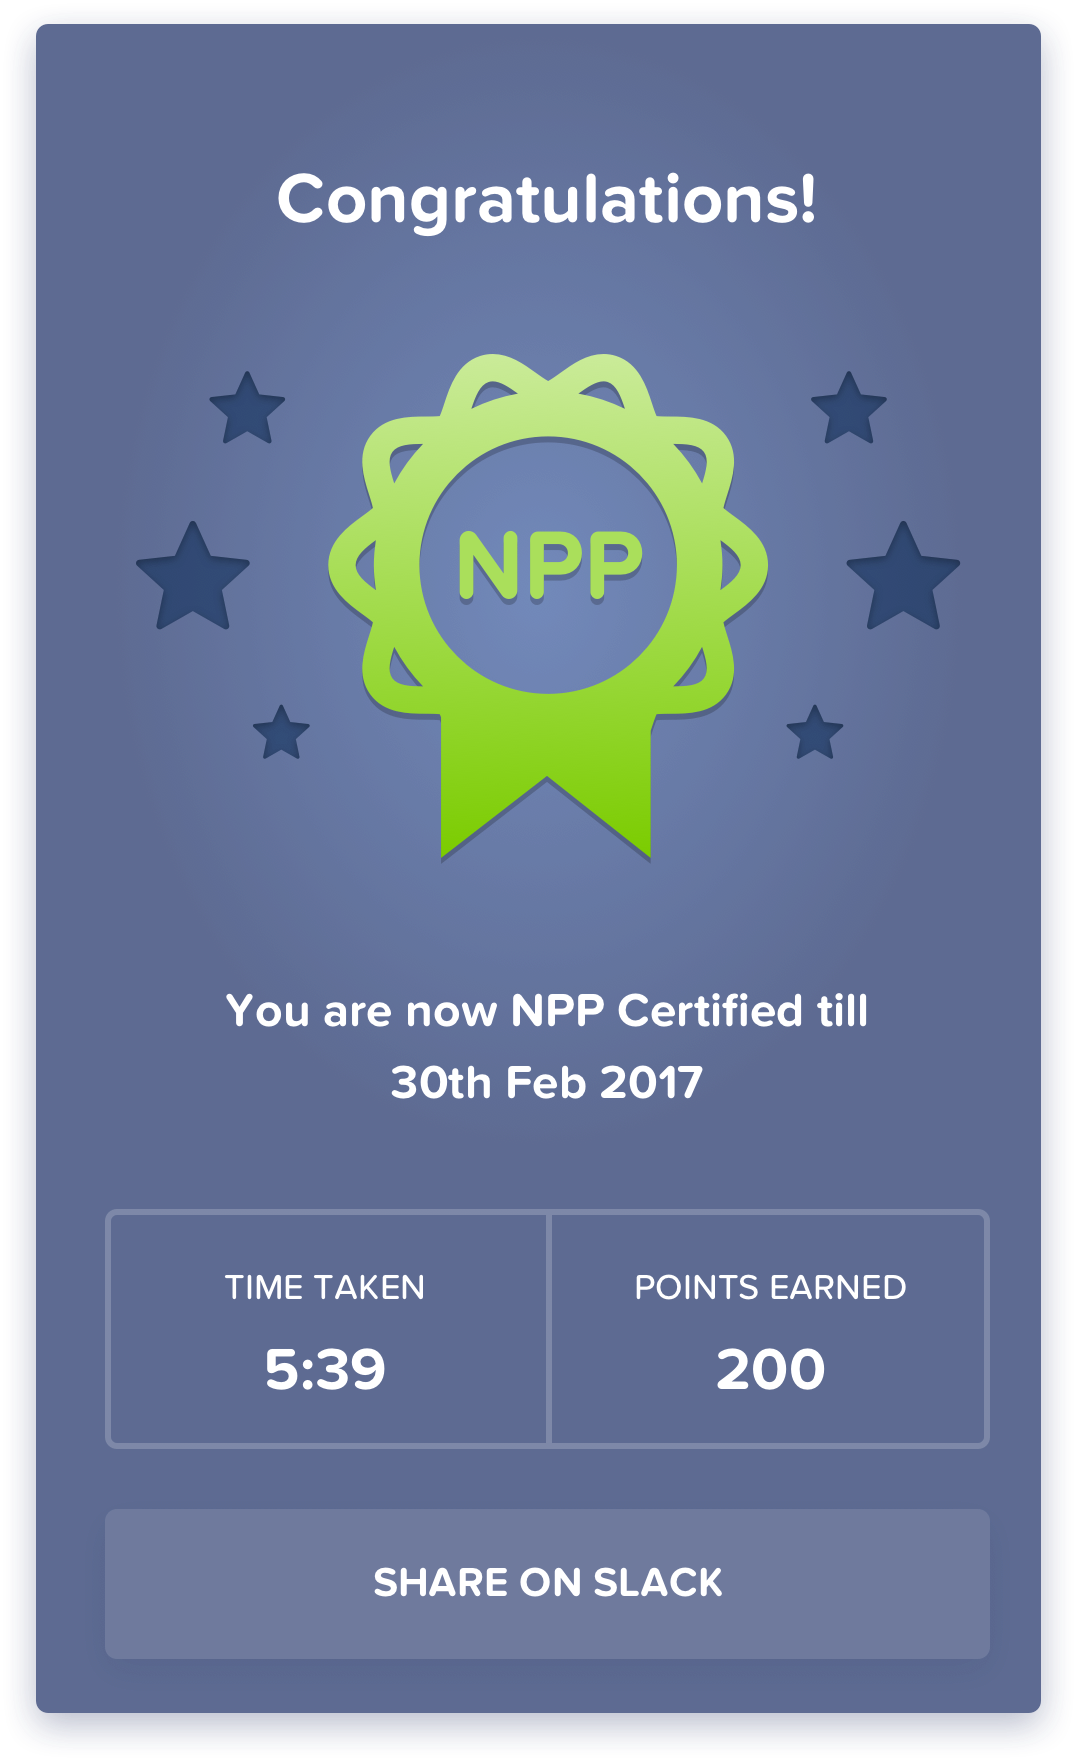 Congratulations!
NPP
You are now NPP Certified till
30th Feb 2017
TIME TAKEN
5:39
POINTS EARNED
200
SHARE ON SLACK